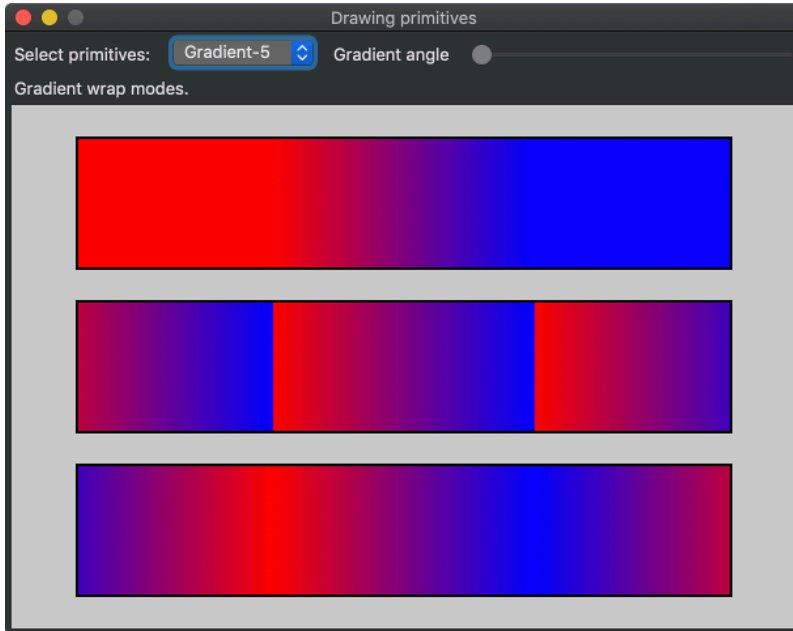 Drawing primitives
Select primitives: Gradient-5 Gradient angle
Gradient wrap modes.